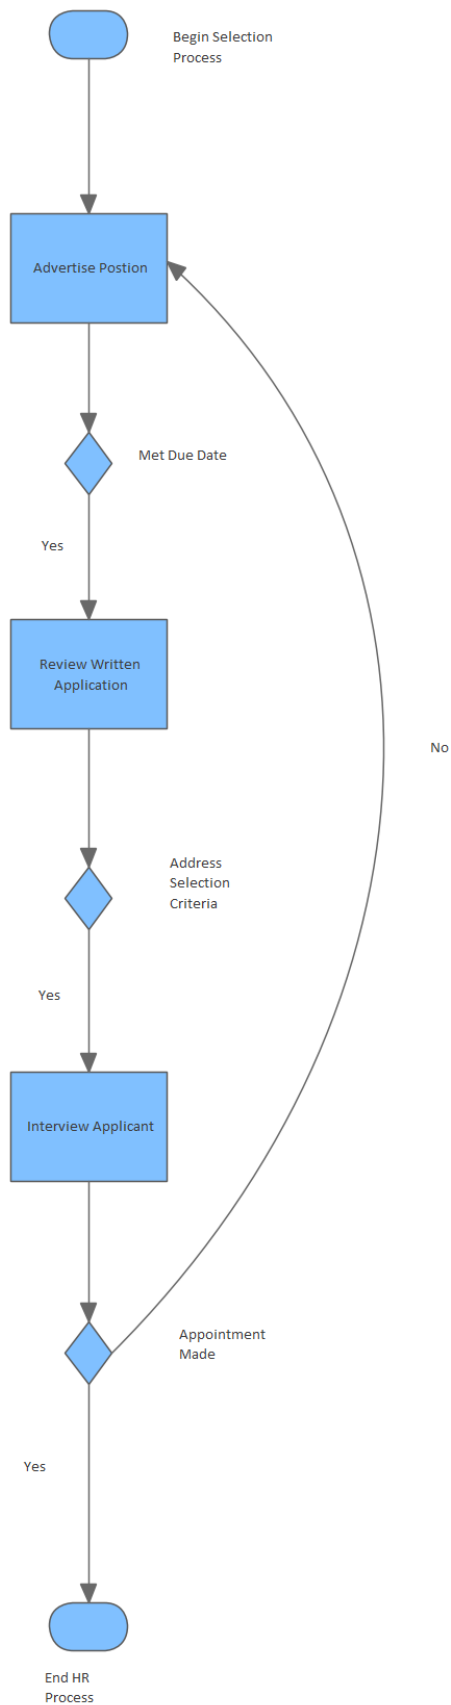 Begin Selection
Process
Advertise Postion
Met Due Date
Yes
Review Written
Application
No
Address
Selection
Criteria
Yes
Interview Applicant
Appointment
Made
Yes
End HR
Process